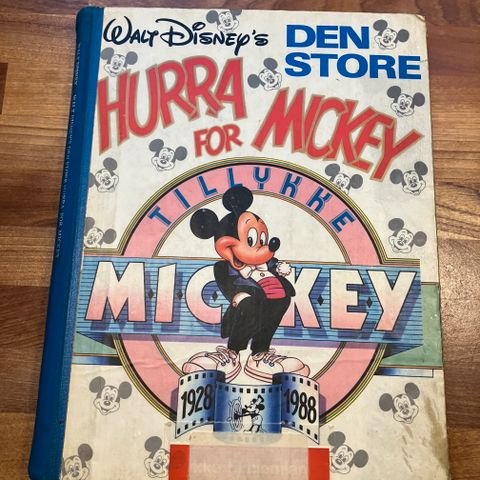 WALT DISNEY'S
DEN
STORE
HURRA
FOR MICKEY
TILLYKKE
MICKEY
1928 1988